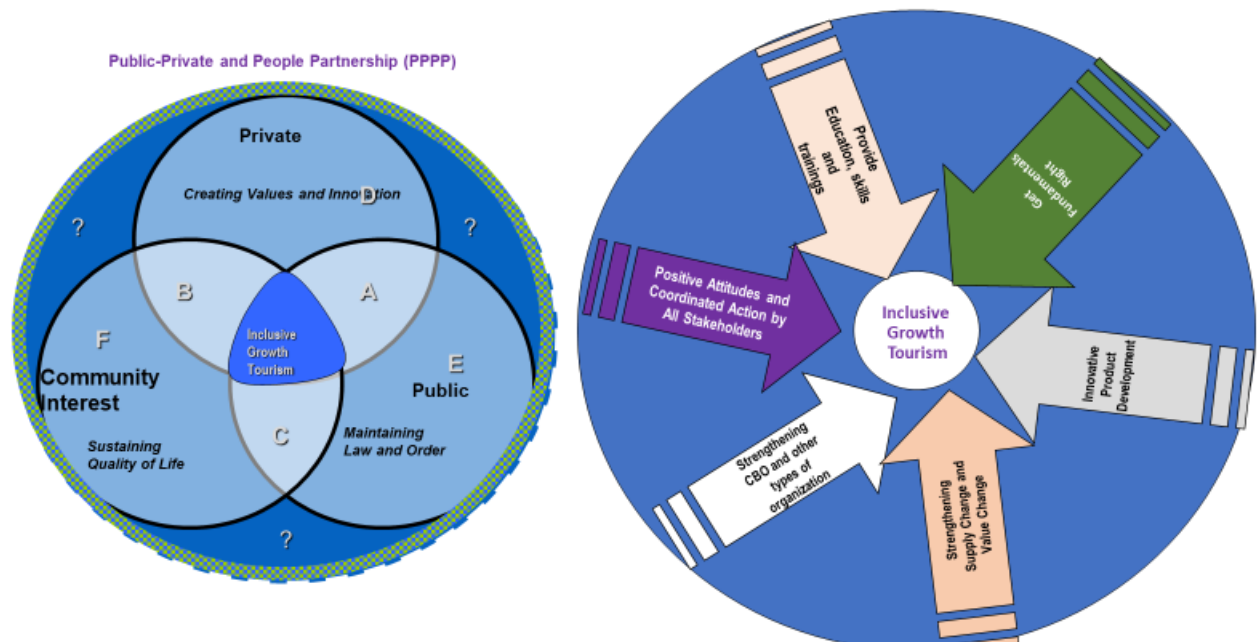 Public-Private and People Partnership (PPPP)
Private
Creating Values and Innovation
D
?
?
B
A
F
Inclusive
Growth
Tourism
E
Community
Interest
Public
C
Sustaining
Quality of Life
Maintaining
Law and Order
?
Provide
Education, skills
and
trainings
Get
Fundamentals
Right
Positive Attitudes and
Coordinated Action by
All Stakeholders
Inclusive
Growth
Tourism
Innovative
Product
Development
Strengthening
CBO and other
types of
organization
Strengthening
Supply Change and
Value Change